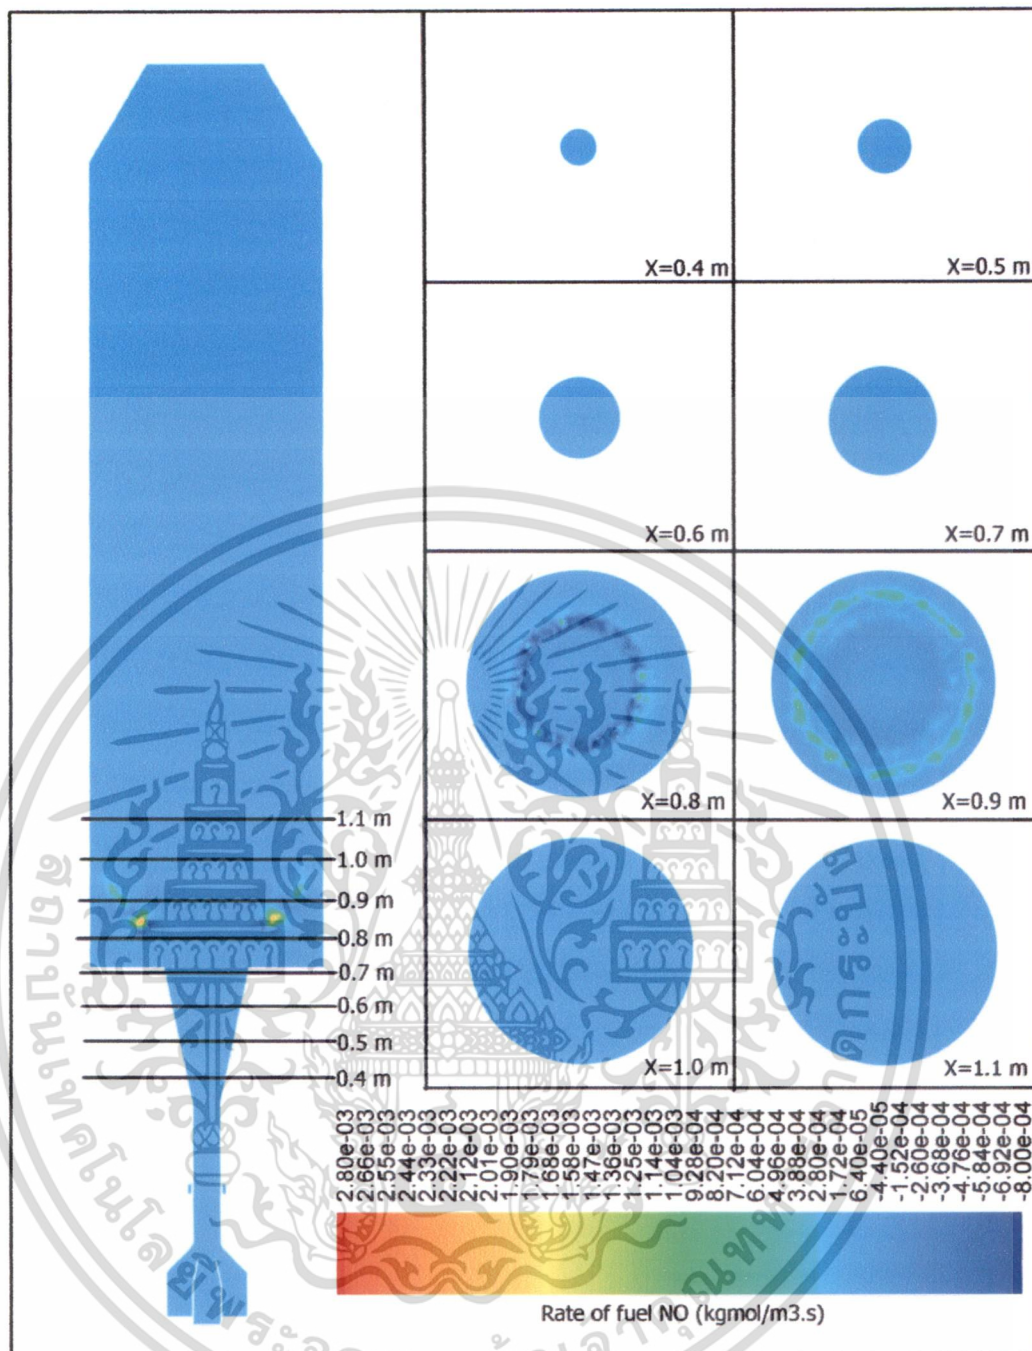 X=0.4 m
X=0.5 m
X=0.6 m
X=0.7 m
X=0.8 m
X=0.9 m
X=1.0 m
X=1.1 m
1.1 m
1.0 m
0.9 m
0.8 m
0.7 m
0.6 m
0.5 m
0.4 m
2.80e-03
2.66e-03
2.55e-03
2.44e-03
2.33e-03
2.22e-03
2.12e-03
2.01e-03
1.90e-03
1.79e-03
1.68e-03
1.58e-03
1.47e-03
1.36e-03
1.25e-03
1.14e-03
1.04e-03
9.28e-04
8.20e-04
7.12e-04
6.04e-04
4.96e-04
3.88e-04
2.80e-04
1.72e-04
6.40e-05
-4.40e-05
-1.52e-04
-2.60e-04
-3.68e-04
-4.76e-04
-5.84e-04
-6.92e-04
-8.00e-04
Rate of fuel NO (kgmol/m3.s)